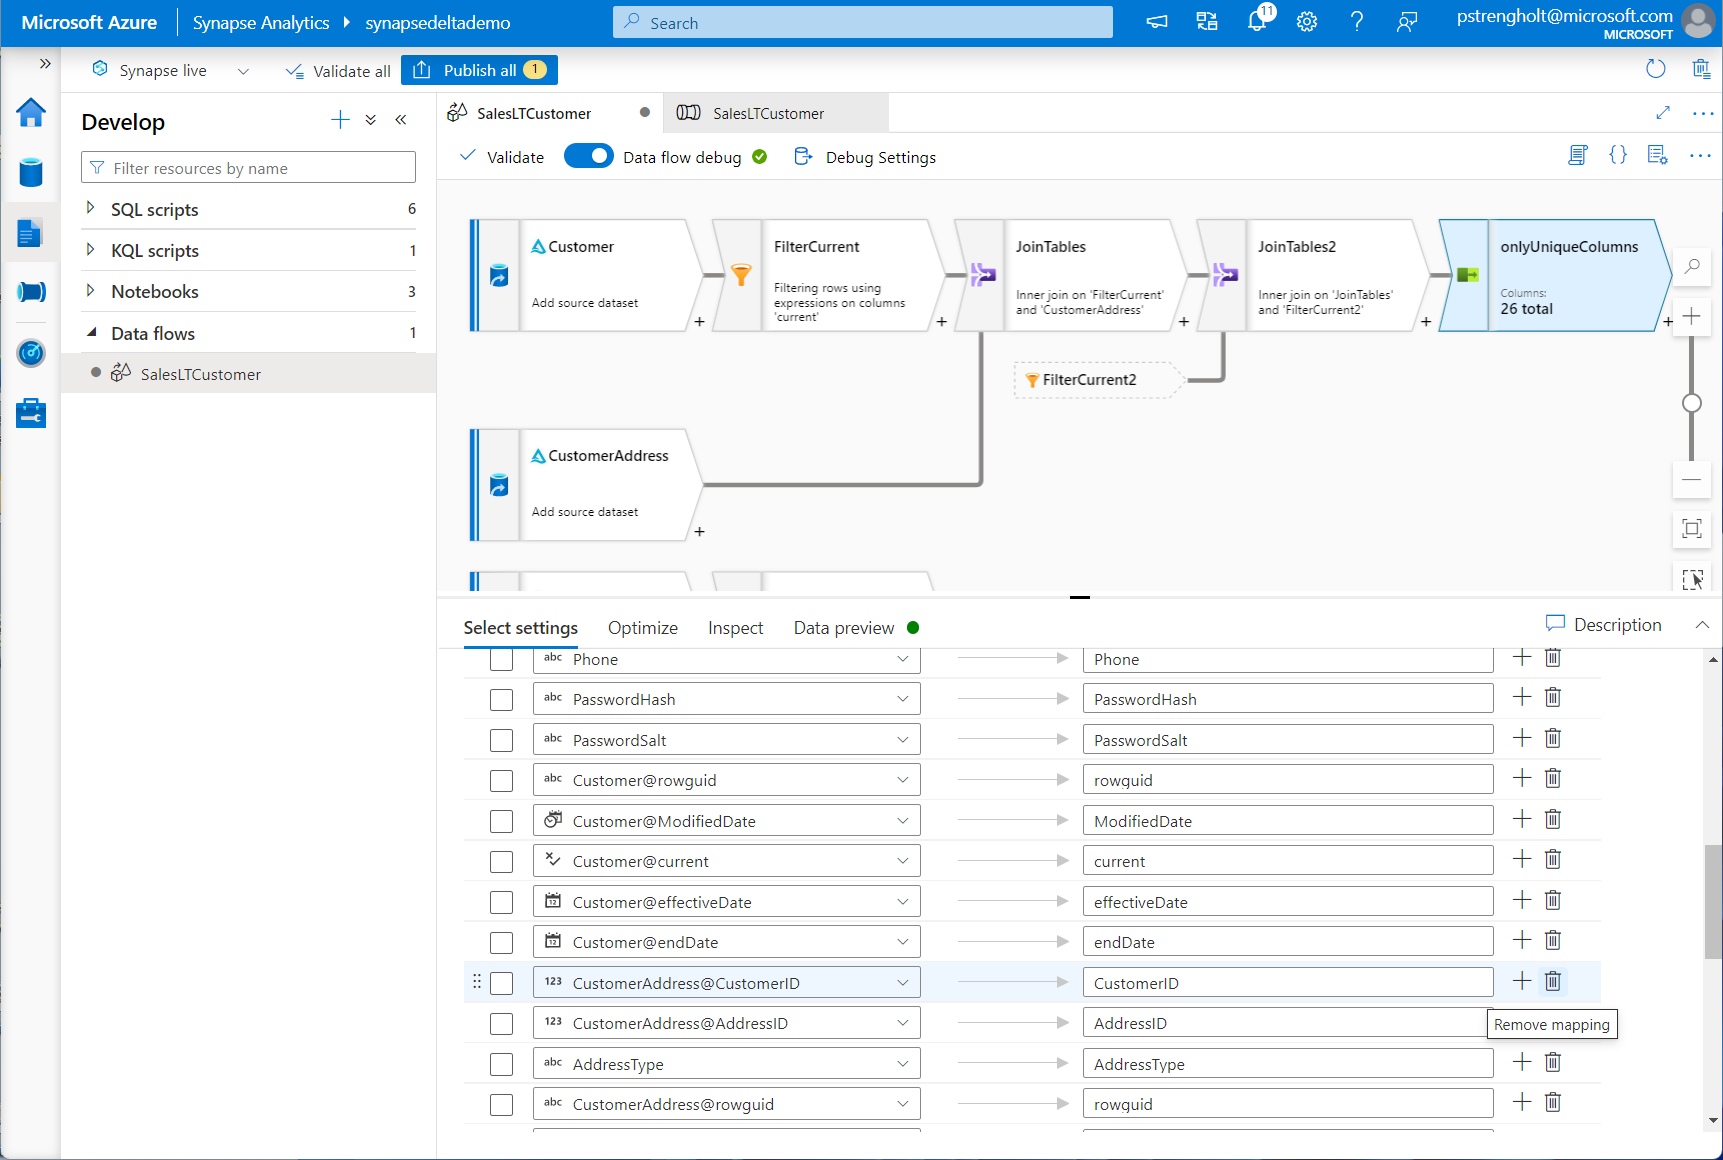 Microsoft Azure
Synapse Analytics
synapsedeltademo
Search
11
pstrengholt@microsoft.com
MICROSOFT
Synapse live
Validate all
Publish all 1
Develop
Filter resources by name
SQL scripts 6
KQL scripts 1
Notebooks 3
Data flows 1
SalesLTCustomer
SalesLTCustomer
SalesLTCustomer
Validate
Data flow debug
Debug Settings
Customer
Add source dataset
FilterCurrent
Filtering rows using
expressions on columns
'current'
JoinTables
Inner join on 'FilterCurrent'
and 'CustomerAddress'
JoinTables2
Inner join on 'JoinTables'
and 'FilterCurrent2'
onlyUniqueColumns
Columns:
26 total
FilterCurrent2
CustomerAddress
Add source dataset
Select settings
Optimize
Inspect
Data preview
Description
abc Phone Phone
abc PasswordHash PasswordHash
abc PasswordSalt PasswordSalt
abc Customer@rowguid rowguid
Customer@ModifiedDate ModifiedDate
Customer@current current
12 Customer@effectiveDate effectiveDate
12 Customer@endDate endDate
123 CustomerAddress@CustomerID CustomerID
123 CustomerAddress@AddressID AddressID
Remove mapping
abc AddressType AddressType
abc CustomerAddress@rowguid rowguid